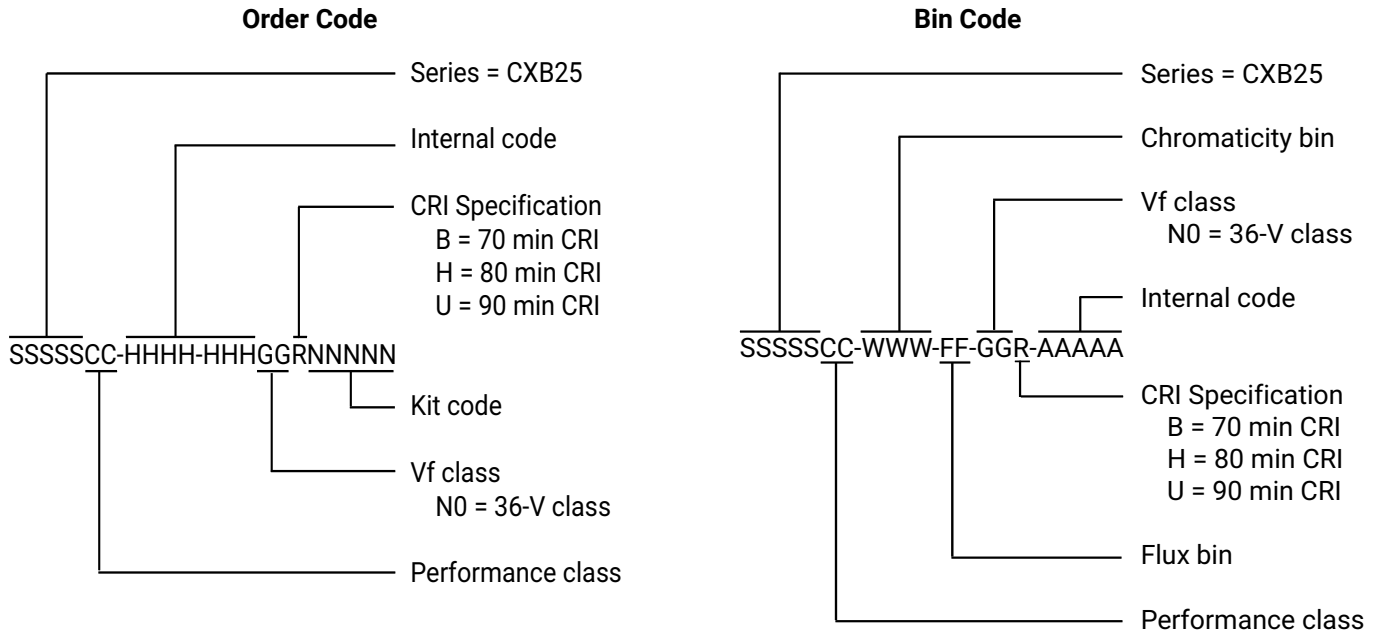 Order Code
Series = CXB25
Internal code
CRI Specification
B = 70 min CRI
H = 80 min CRI
U = 90 min CRI
SSSSSCC-HHHH-HHHGGRNNNNN
Kit code
Vf class
N0 = 36-V class
Performance class
Bin Code
Series = CXB25
Chromaticity bin
Vf class
N0 = 36-V class
Internal code
SSSSSCC-WWW-FF-GGR-AAAAA
CRI Specification
B = 70 min CRI
H = 80 min CRI
U = 90 min CRI
Flux bin
Performance class